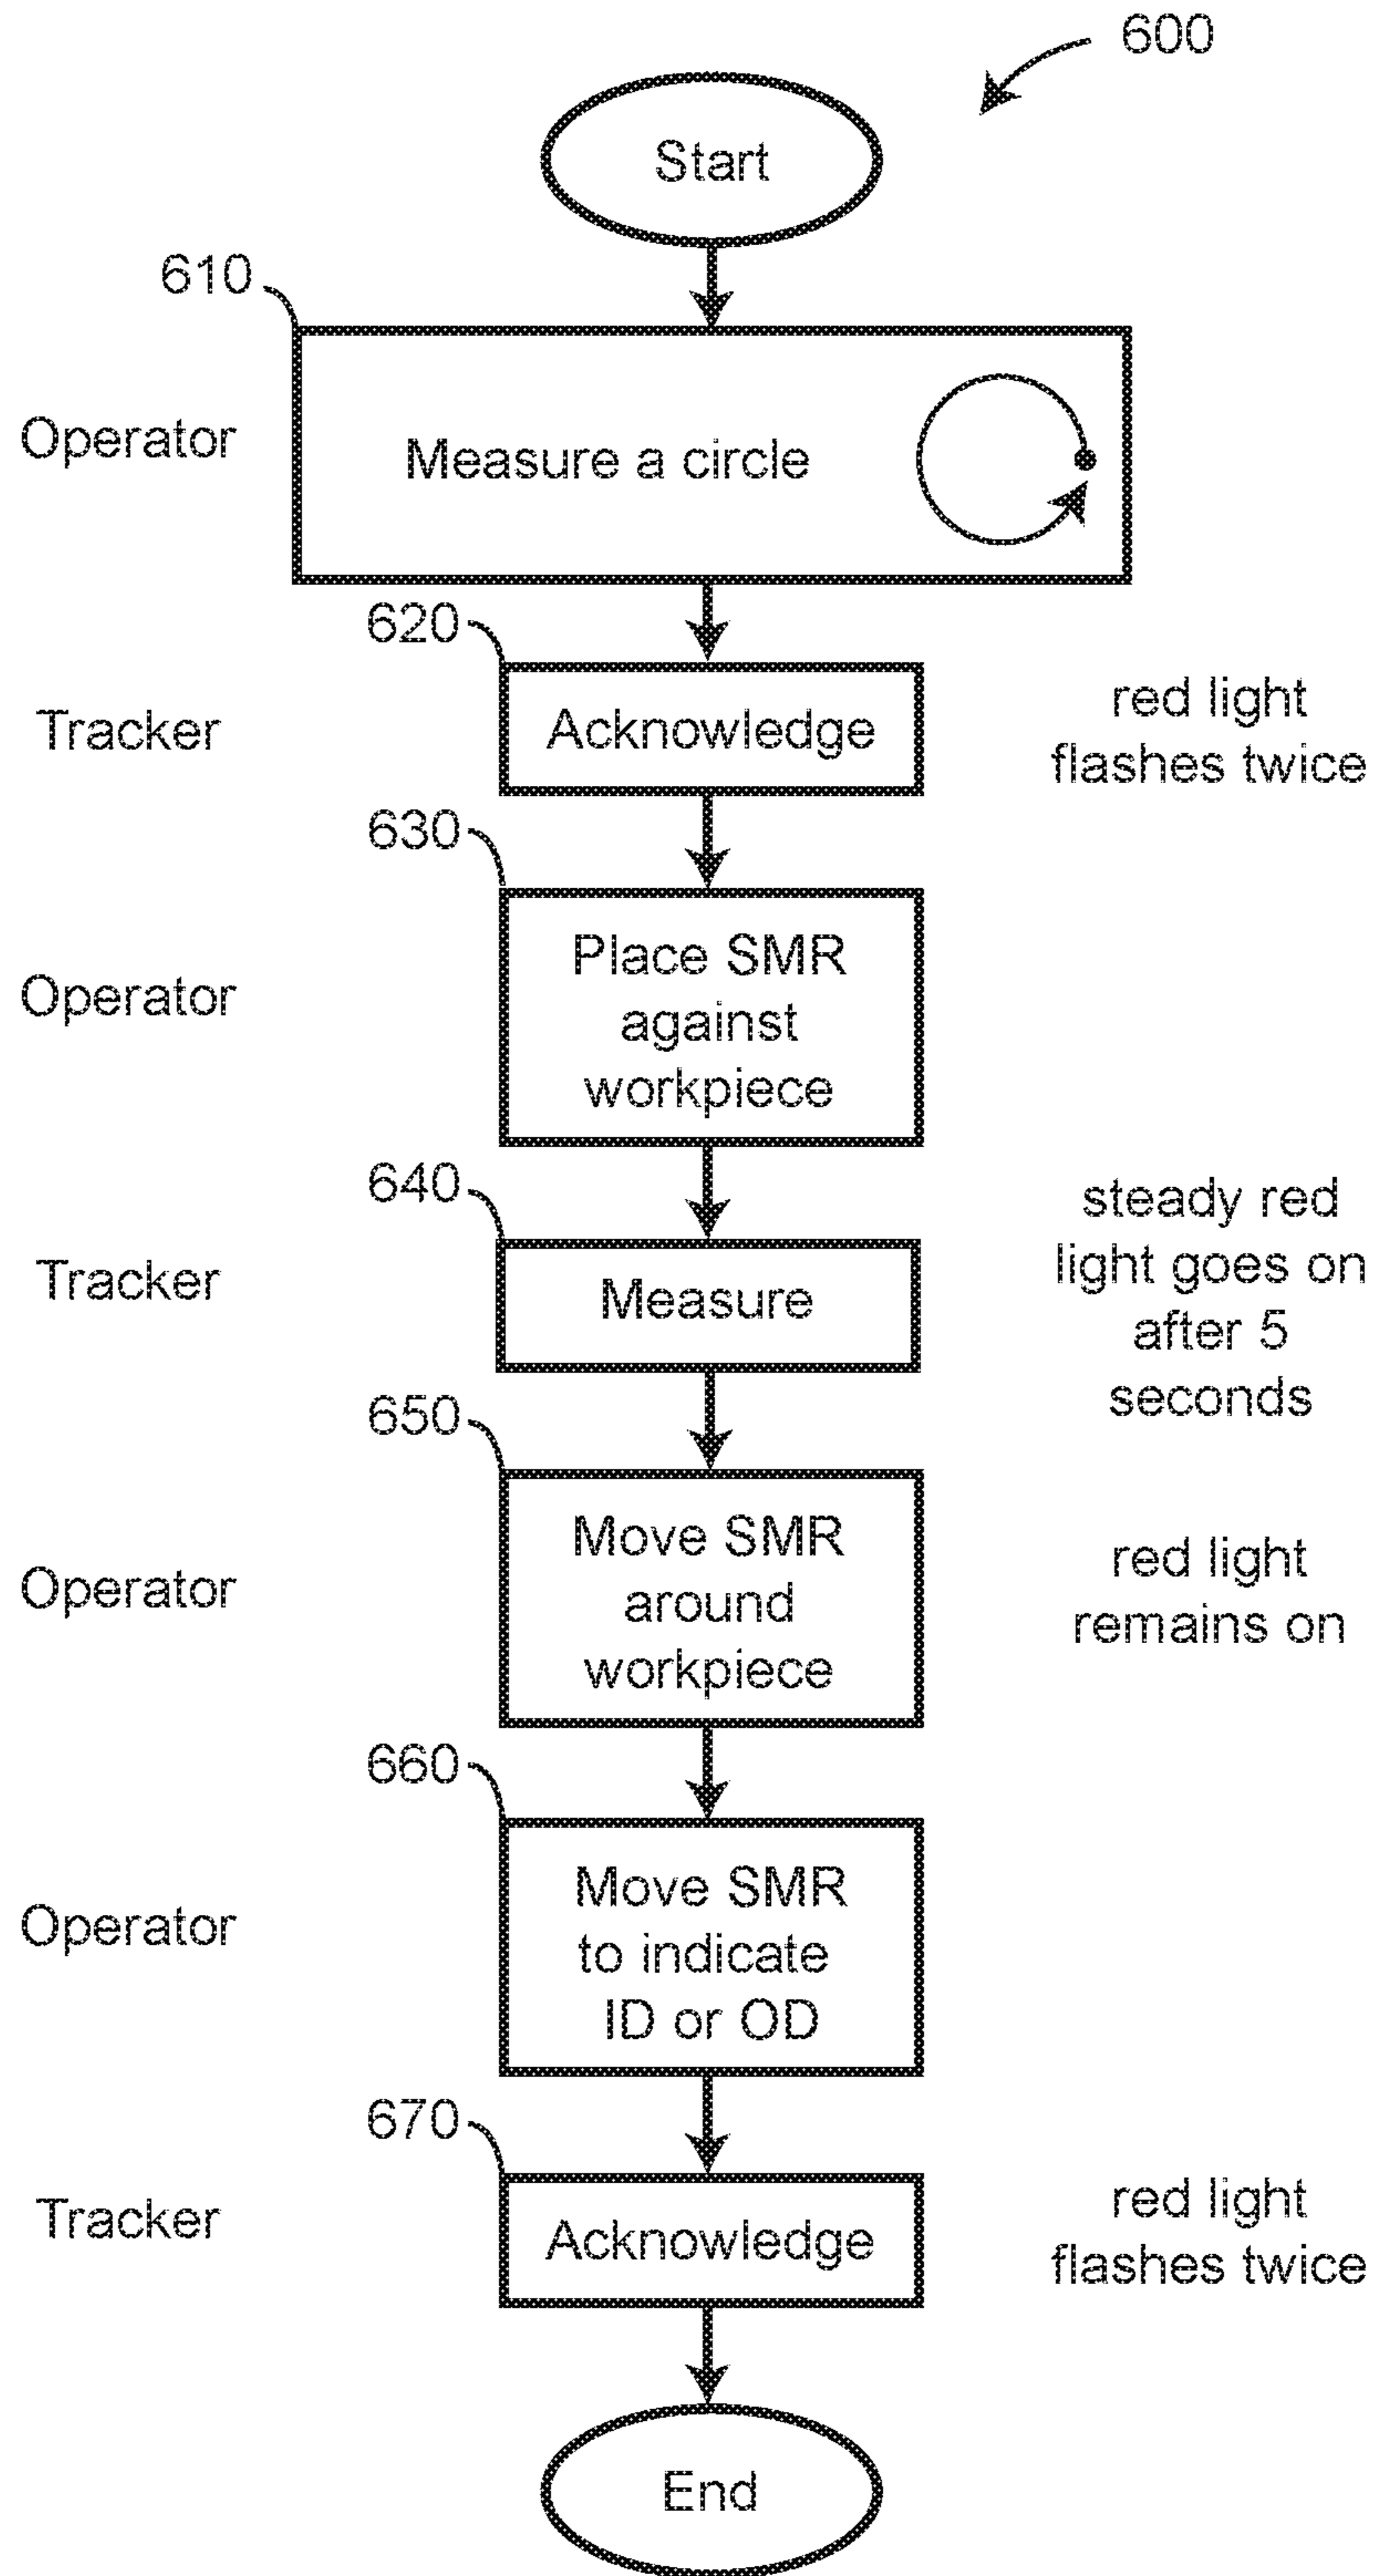 600
Start
610
Operator
Measure a circle
620
Tracker
Acknowledge
red light
flashes twice
630
Operator
Place SMR
against
workpiece
640
Tracker
Measure
steady red
light goes on
after 5
seconds
650
Operator
Move SMR
around
workpiece
red light
remains on
660
Operator
Move SMR
to indicate
ID or OD
670
Tracker
Acknowledge
red light
flashes twice
End